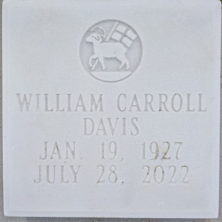 WILLIAM CARROLL
DAVIS
JAN. 19, 1927
JULY 28, 2022